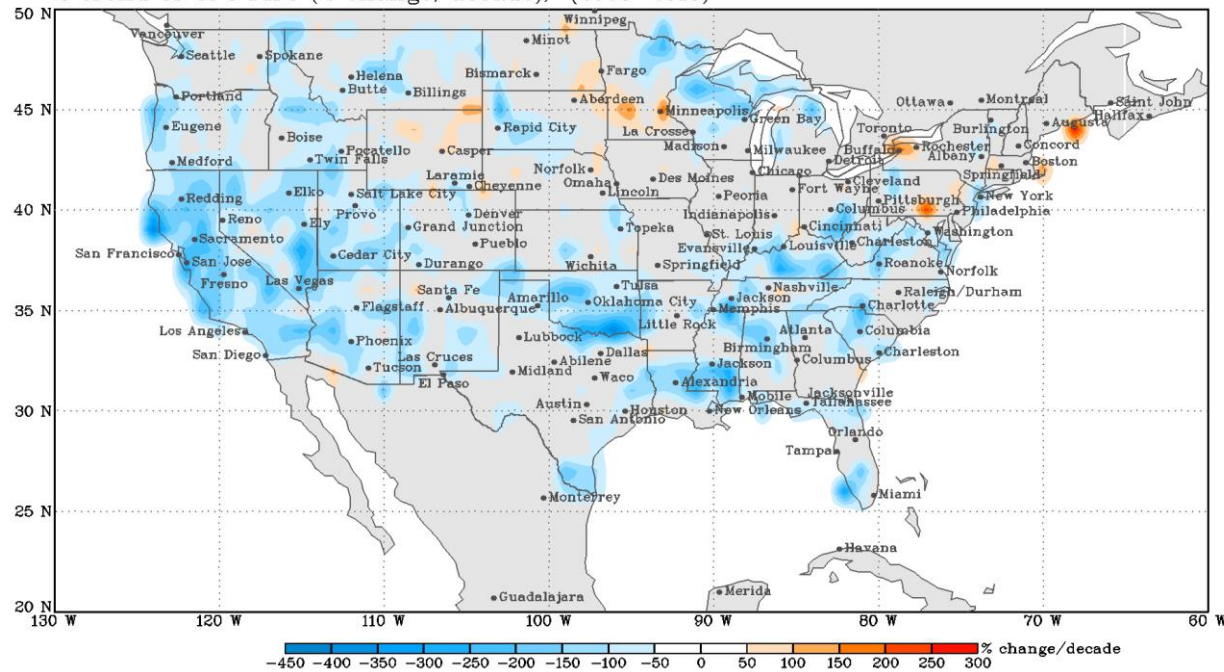 50 N
45 N
40 N
35 N
30 N
25 N
20 N
130 W
120 W
110 W
100 W
90 W
80 W
70 W
60 W
Winnipeg
Vancouver
Minot
Seattle
Spokane
Helena
Bismarck
Fargo
Butte
Billings
Portland
Aberdeen
Minneapolis
Ottawa
Montreal
Saint John
Eugene
Rapid City
La Crosse
Green Bay
Toronto
Burlington
Augusta
Halifax
Boise
Pocatello
Casper
Madison
Milwaukee
Buffalo
Rochester
Concord
Medford
Twin Falls
Laramie
Norfolk
Detroit
Albany
Boston
Springfield
Redding
Elko
Salt Lake City
Cheyenne
Omaha
Lincoln
Des Moines
Chicago
Peoria
Fort Wayne
Cleveland
Pittsburgh
New York
Reno
Ely
Provo
Denver
Indianapolis
Columbus
Philadelphia
Sacramento
Grand Junction
Topeka
St. Louis
Cincinnati
Washington
San Francisco
San Jose
Cedar City
Pueblo
Evansville
Louisville
Charleston
Fresno
Las Vegas
Durango
Wichita
Springfield
Roanoke
Norfolk
Santa Fe
Tulsa
Nashville
Raleigh/Durham
Flagstaff
Albuquerque
Amarillo
Oklahoma City
Jackson
Memphis
Charlotte
Los Angeles
Phoenix
Lubbock
Little Rock
Atlanta
Columbia
Birmingham
San Diego
Tucson
Las Cruces
El Paso
Abilene
Dallas
Jackson
Columbus
Charleston
Midland
Waco
Alexandria
Austin
Houston
New Orleans
Mobile
Jacksonville
Tallahassee
San Antonio
Orlando
Tampa
Monterrey
Miami
Havana
Merida
Guadalajara
-450 -400 -350 -300 -250 -200 -150 -100 -50 0 50 100 150 200 250 300
% change/decade